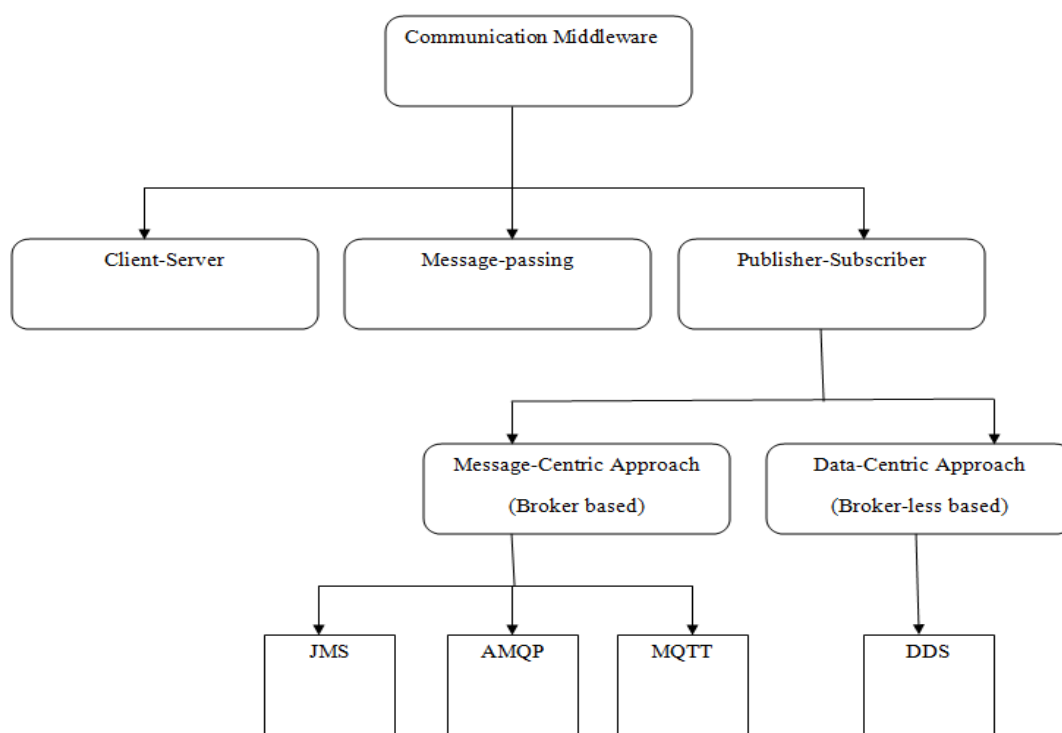 Communication Middleware
Client-Server
Message-passing
Publisher-Subscriber
Message-Centric Approach
(Broker based)
Data-Centric Approach
(Broker-less based)
JMS
AMQP
MQTT
DDS